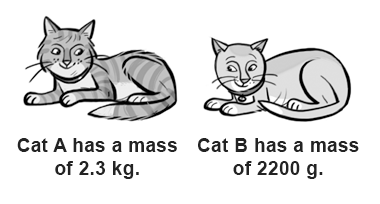 Cat A has a mass
of 2.3 kg.
Cat B has a mass
of 2200 g.